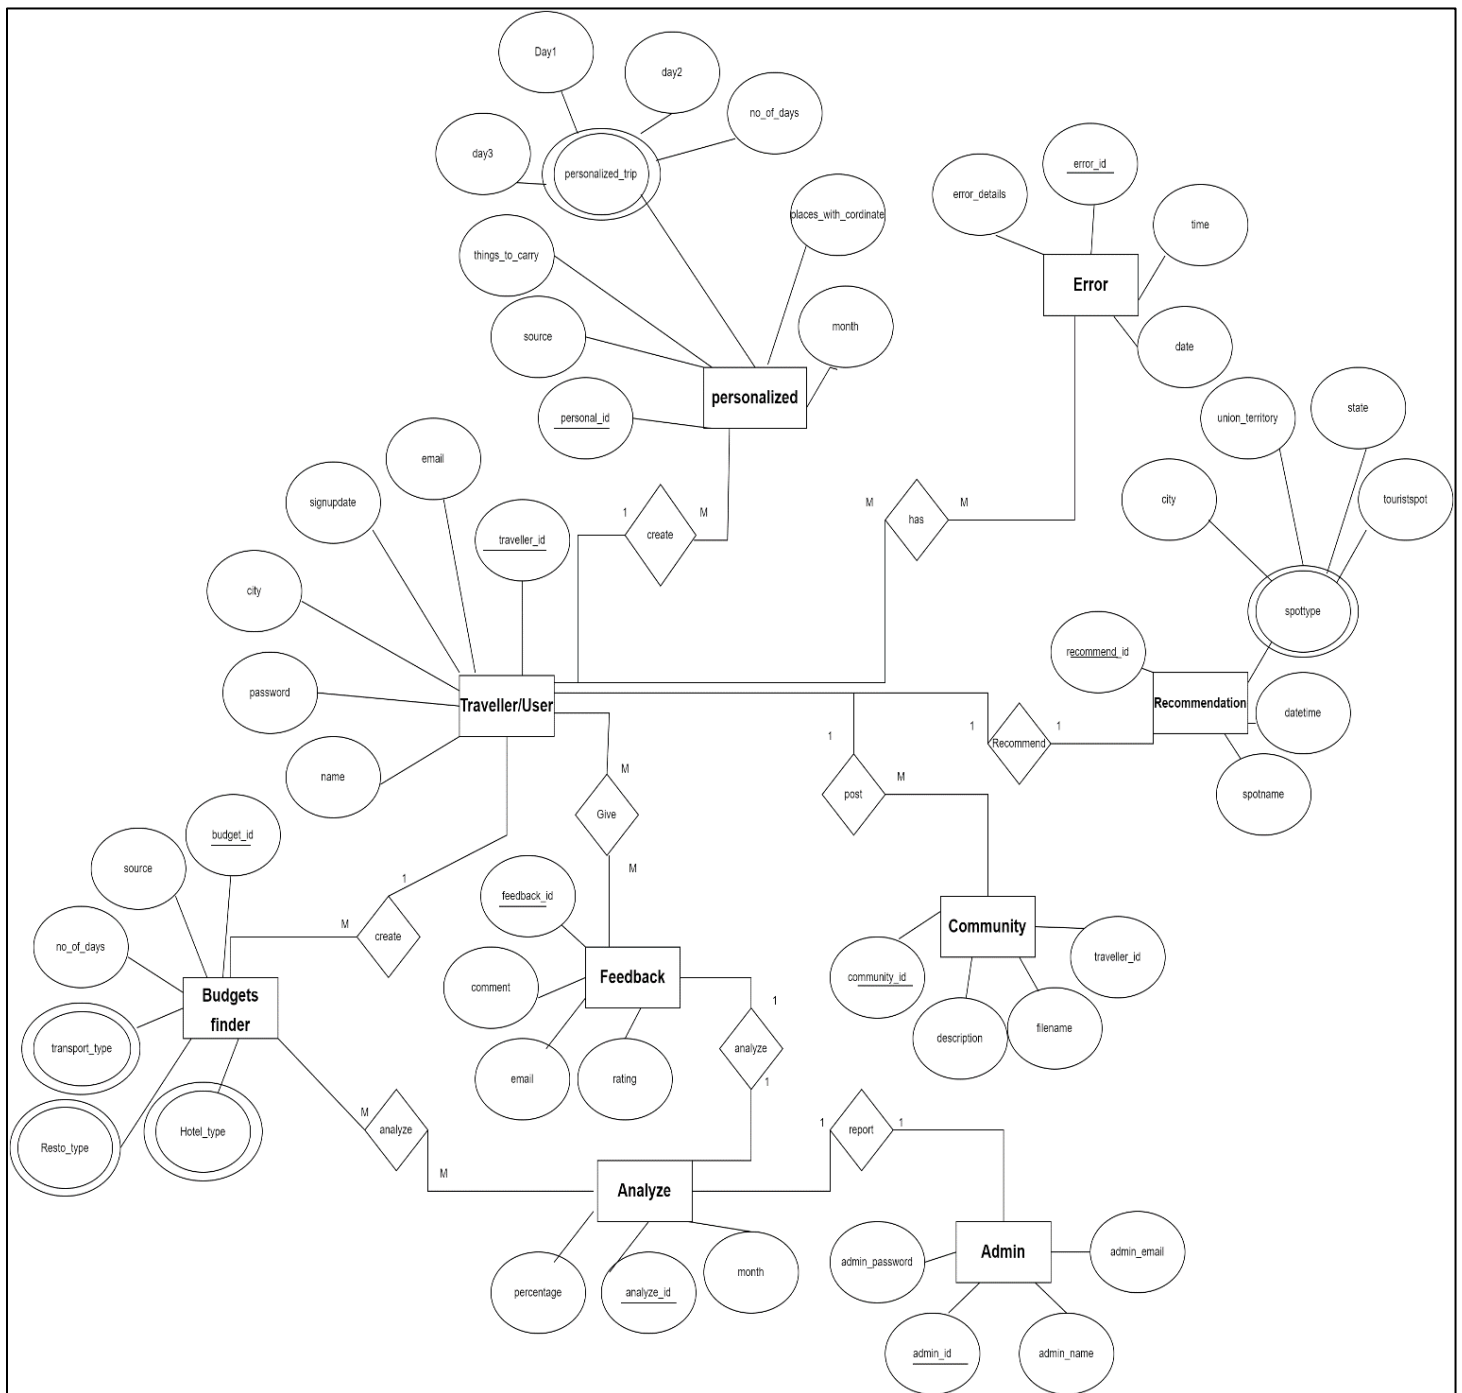 Day1
day2
no_of_days
day3
personalized_trip
error_id
error_details
places_with_cordinate
time
things_to_carry
Error
source
month
date
personalized
personal_id
union_territory
state
email
signupdate
city
touristspot
1
M
M
M
traveller_id
has
create
city
spottype
recommend_id
password
Traveller/User
Recommendation
datetime
1
1
1
Recommend
name
M
M
post
spotname
Give
budget_id
source
M
1
feedback_id
M
create
Community
no_of_days
traveller_id
Feedback
community_id
comment
Budgets
finder
1
filename
description
transport_type
analyze
email
rating
1
M
1
1
Hotel_type
analyze
report
Resto_type
M
Analyze
admin_email
Admin
admin_password
month
percentage
analyze_id
admin_id
admin_name